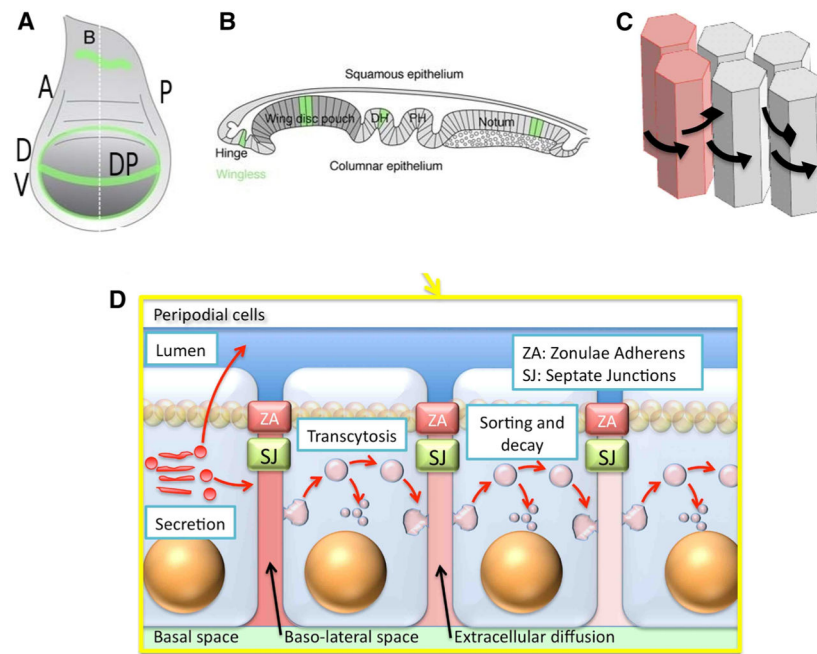 A
B
A
P
D
V
DP
B
Squamous epithelium
Wing disc pouch
DH
PH
Notum
Hinge
Wingless
Columnar epithelium
C
D
Peripodial cells
Lumen
ZA: Zonulae Adherens
SJ: Septate Junctions
ZA
ZA
ZA
Transcytosis
Sorting and
decay
SJ
SJ
SJ
Secretion
Basal space
Baso-lateral space
Extracellular diffusion